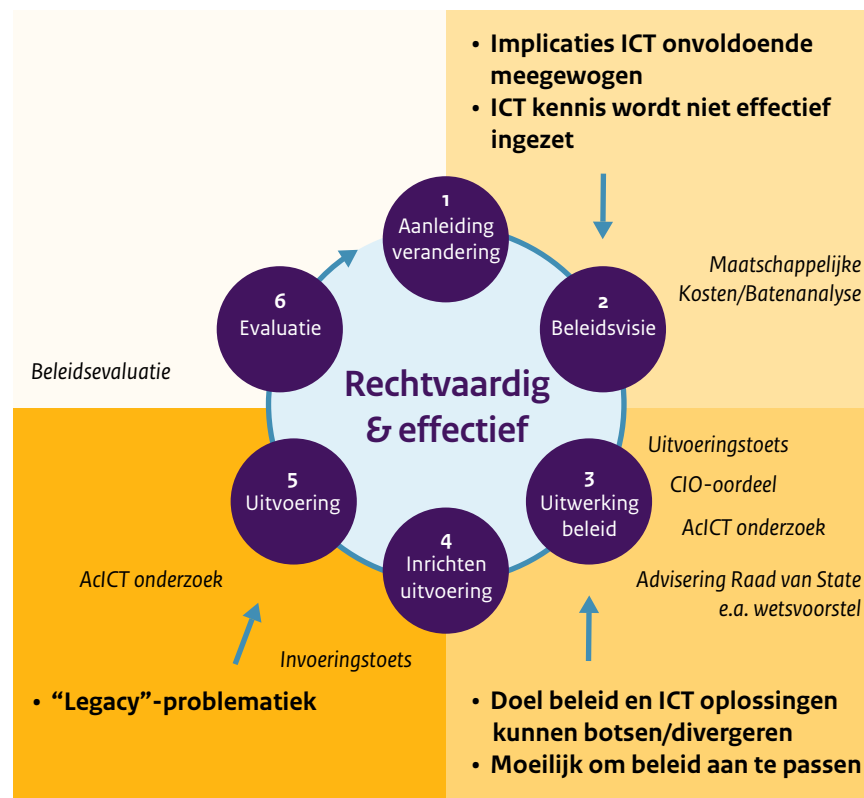 • Implicaties ICT onvoldoende
meegewogen
• ICT kennis wordt niet effectief
ingezet
1
Aanleiding
verandering
2
Beleidsvisie
Maatschappelijke
Kosten/Batenanalyse
6
Evaluatie
Beleidsevaluatie
Rechtvaardig
& effectief
Uitvoeringstoets
CIO-oordeel
AcICT onderzoek
Advisering Raad van State
e.a. wetsvoorstel
3
Uitwerking
beleid
4
Inrichten
uitvoering
5
Uitvoering
AcICT onderzoek
Invoeringstoets
• “Legacy”-problematiek
• Doel beleid en ICT oplossingen
kunnen botsen/divergeren
• Moeilijk om beleid aan te passen